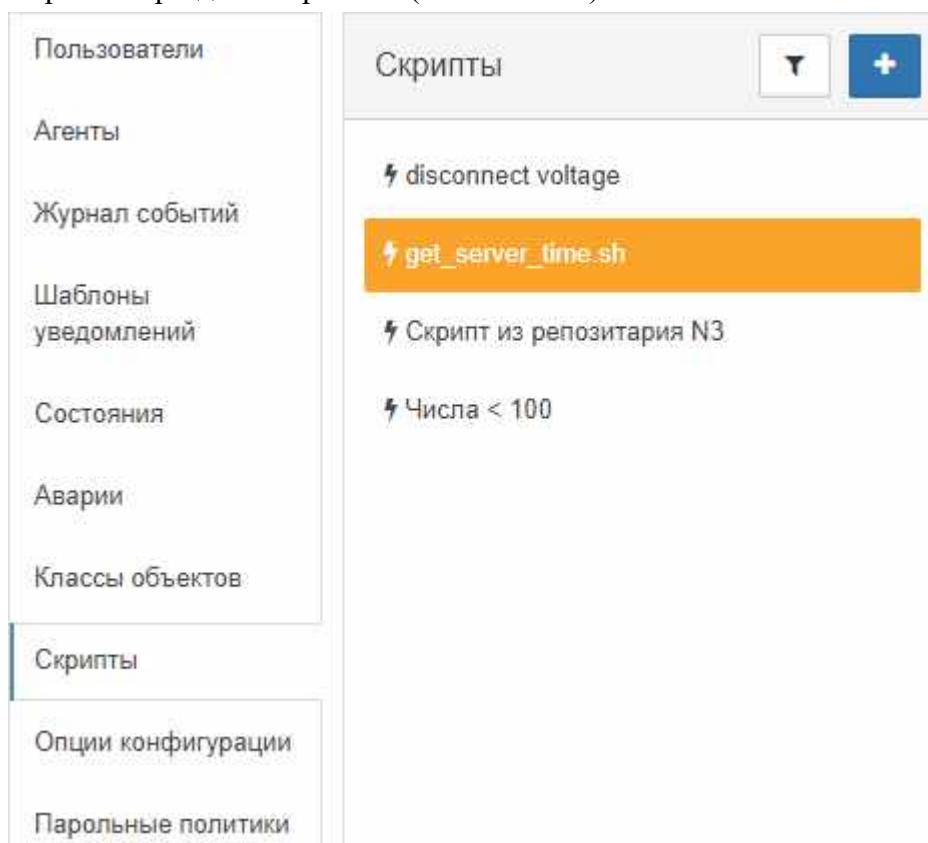 Пользователи
Агенты
Журнал событий
Шаблоны
уведомлений
Состояния
Аварии
Классы объектов
Скрипты
Опции конфигурации
Парольные политики
Скрипты
disconnect voltage
get_server_time.sh
Скрипт из репозитария N3
Числа < 100